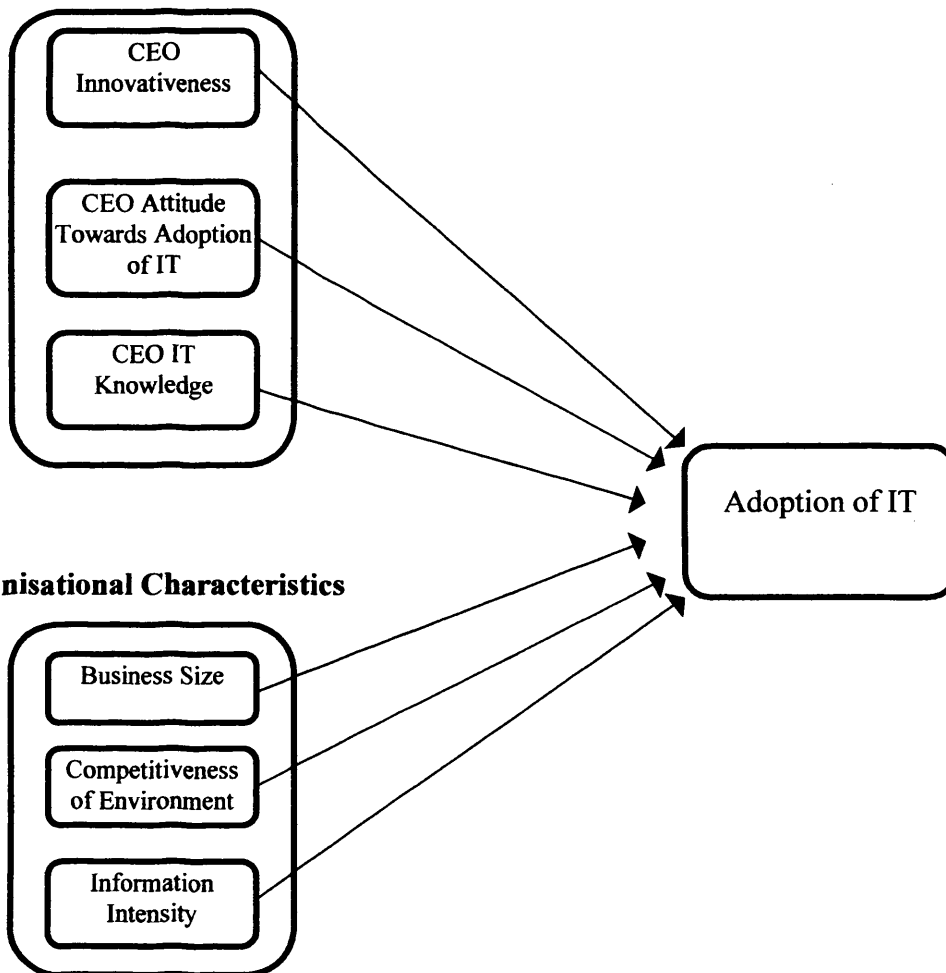 CEO
Innovativeness
CEO Attitude
Towards Adoption
of IT
CEO IT
Knowledge
Adoption of IT
nisational Characteristics
Business Size
Competitiveness
of Environment
Information
Intensity